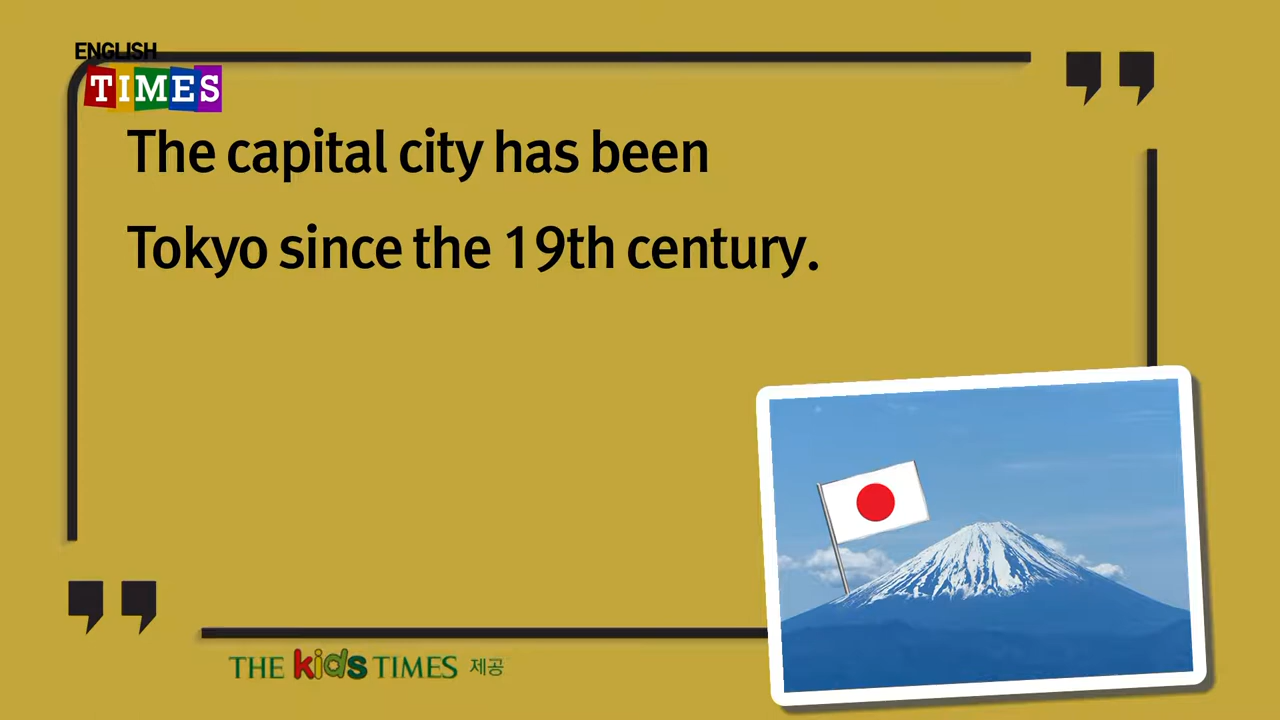 ENGLISH
TIMES
The capital city has been
Tokyo since the 19th century.
THE kids TIMES 제공